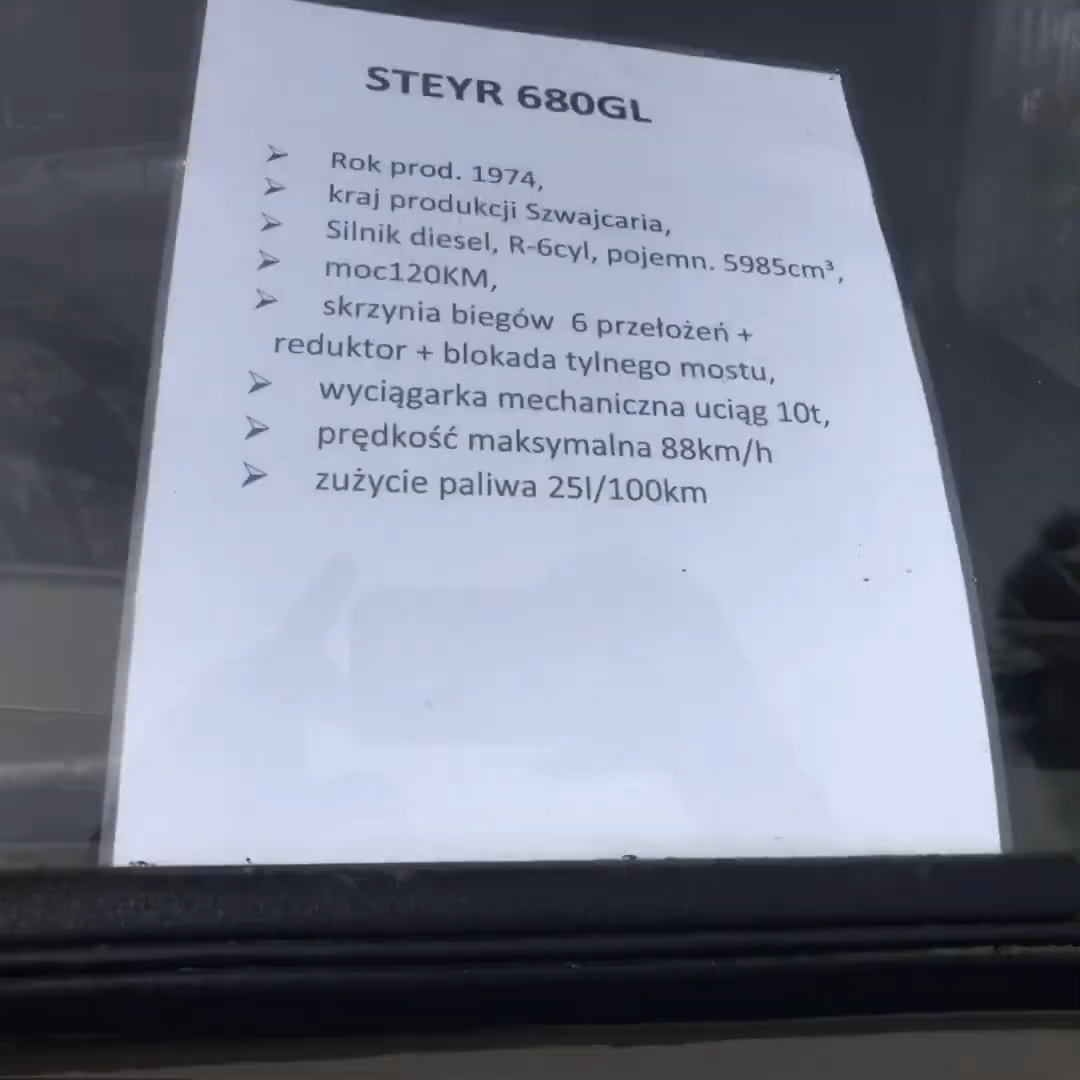 STEYR 680GL
➢ Rok prod. 1974,
➢ kraj produkcji Szwajcaria,
➢ Silnik diesel, R-6cyl, pojemn. 5985cm³,
➢ moc120KM,
➢ skrzynia biegów 6 przełożeń +
reduktor + blokada tylnego mostu,
➢ wyciągarka mechaniczna uciąg 10t,
➢ prędkość maksymalna 88km/h
➢ zużycie paliwa 25l/100km